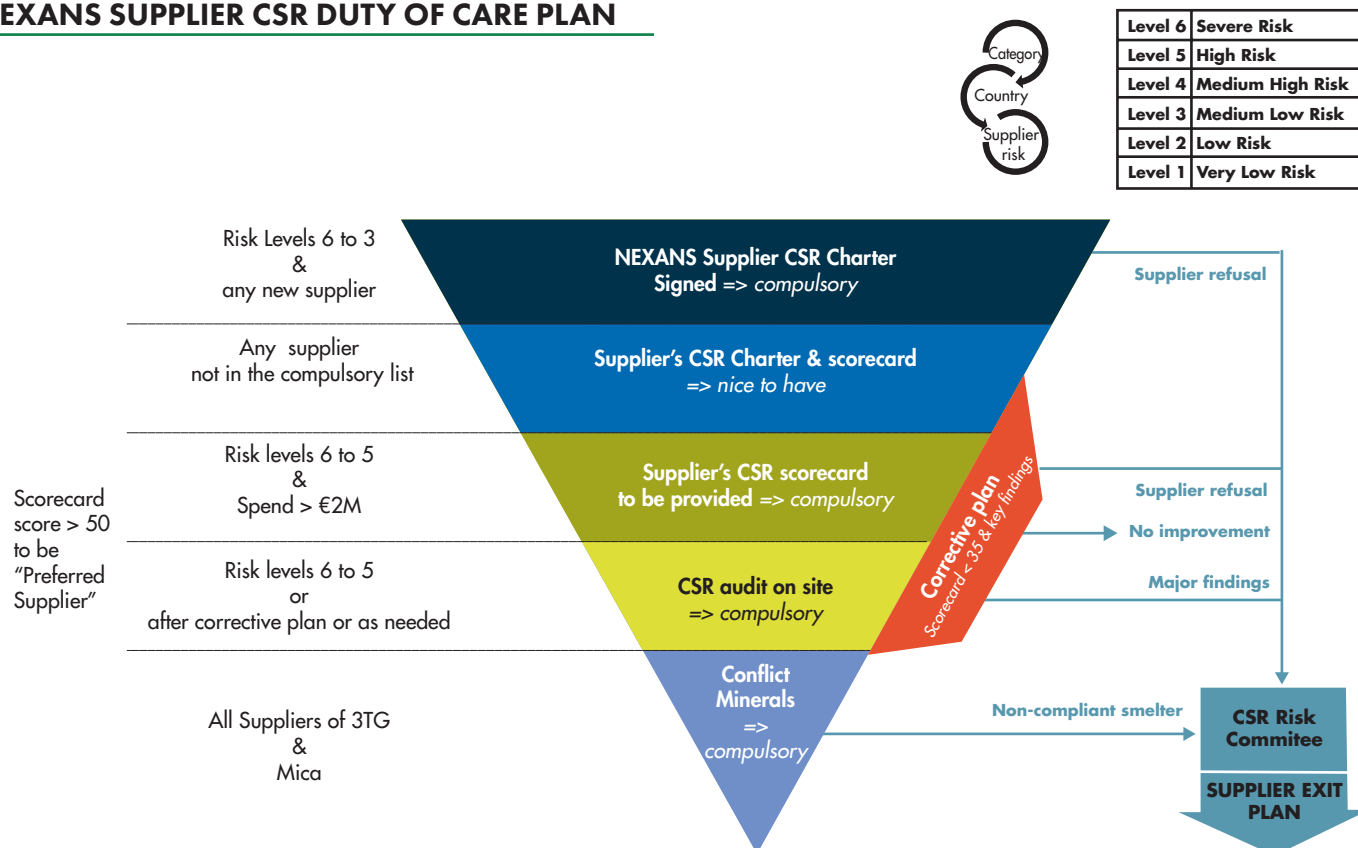 EXANS SUPPLIER CSR DUTY OF CARE PLAN
Category
Country
Supplier
risk
Level 6 Severe Risk
Level 5 High Risk
Level 4 Medium High Risk
Level 3 Medium Low Risk
Level 2 Low Risk
Level 1 Very Low Risk
Risk Levels 6 to 3
&
any new supplier
NEXANS Supplier CSR Charter
Signed => compulsory
Supplier refusal
Any supplier
not in the compulsory list
Supplier's CSR Charter & scorecard
=> nice to have
Scorecard
score > 50
to be
“Preferred
Supplier”
Risk levels 6 to 5
&
Spend > €2M
Supplier's CSR scorecard
to be provided => compulsory
Corrective plan
Scorecard < 35 & key findings
Supplier refusal
No improvement
Major findings
Risk levels 6 to 5
or
after corrective plan or as needed
CSR audit on site
=> compulsory
All Suppliers of 3TG
&
Mica
Conflict
Minerals
=>
compulsory
Non-compliant smelter
CSR Risk
Commitee
SUPPLIER EXIT
PLAN